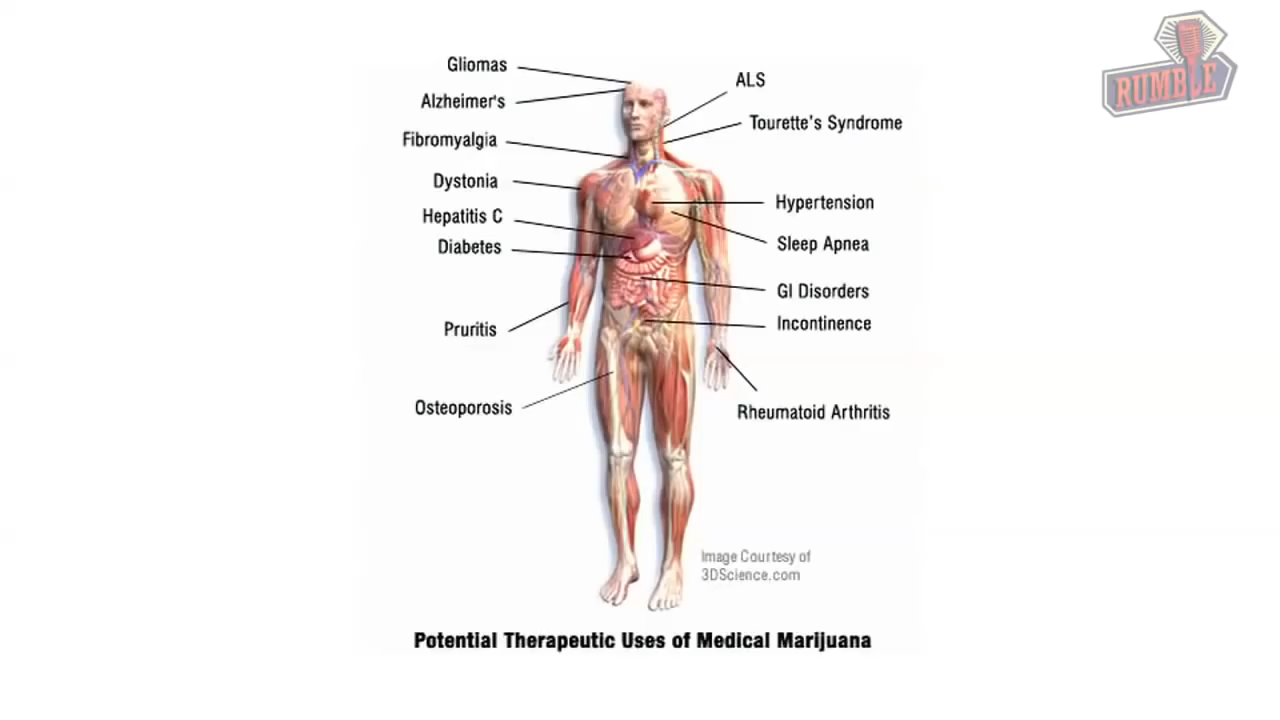 RUMBLE
Gliomas
ALS
Alzheimer's
Tourette's Syndrome
Fibromyalgia
Dystonia
Hypertension
Hepatitis C
Sleep Apnea
Diabetes
GI Disorders
Incontinence
Pruritis
Osteoporosis
Rheumatoid Arthritis
Image Courtesy of
3DScience.com
Potential Therapeutic Uses of Medical Marijuana